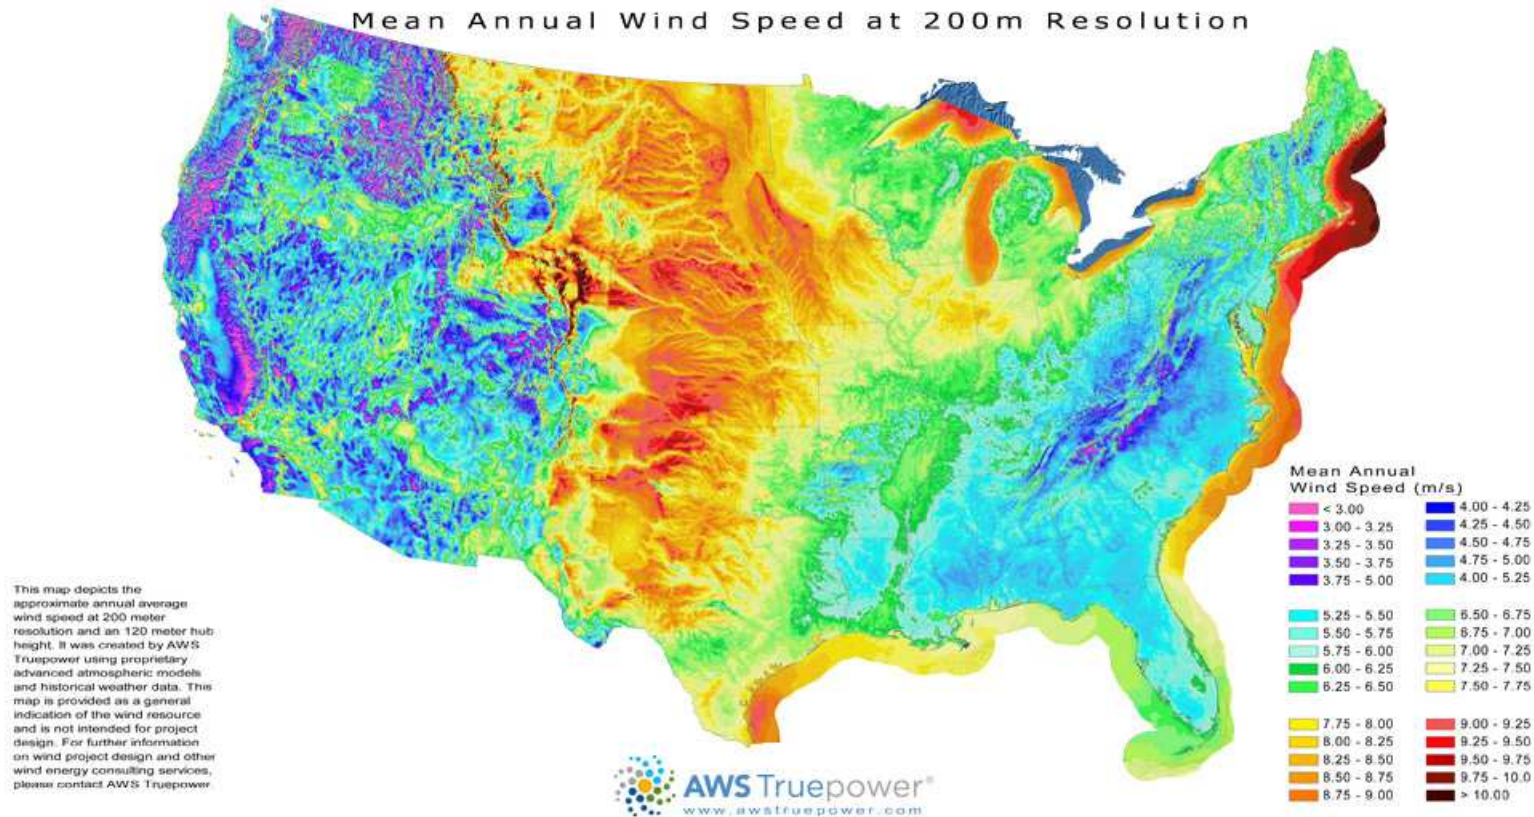 Mean Annual Wind Speed at 200m Resolution
Mean Annual
Wind Speed (m/s)
< 3.00
3.00 - 3.25
3.25 - 3.50
3.50 - 3.75
3.75 - 5.00
4.00 - 4.25
4.25 - 4.50
4.50 - 4.75
4.75 - 5.00
4.00 - 5.25
5.25 - 5.50
5.50 - 5.75
5.75 - 6.00
6.00 - 6.25
6.25 - 6.50
6.50 - 6.75
6.75 - 7.00
7.00 - 7.25
7.25 - 7.50
7.50 - 7.75
7.75 - 8.00
8.00 - 8.25
8.25 - 8.50
8.50 - 8.75
8.75 - 9.00
9.00 - 9.25
9.25 - 9.50
9.50 - 9.75
9.75 - 10.0
> 10.00
This map depicts the
approximate annual average
wind speed at 200 meter
resolution and an 120 meter hub
height. It was created by AWS
Truepower using proprietary
advanced atmospheric models
and historical weather data. This
map is provided as a general
indication of the wind resource
and is not intended for project
design. For further information
on wind project design and other
wind energy consulting services,
please contact AWS Truepower
AWS Truepower®
www.awstruepower.com